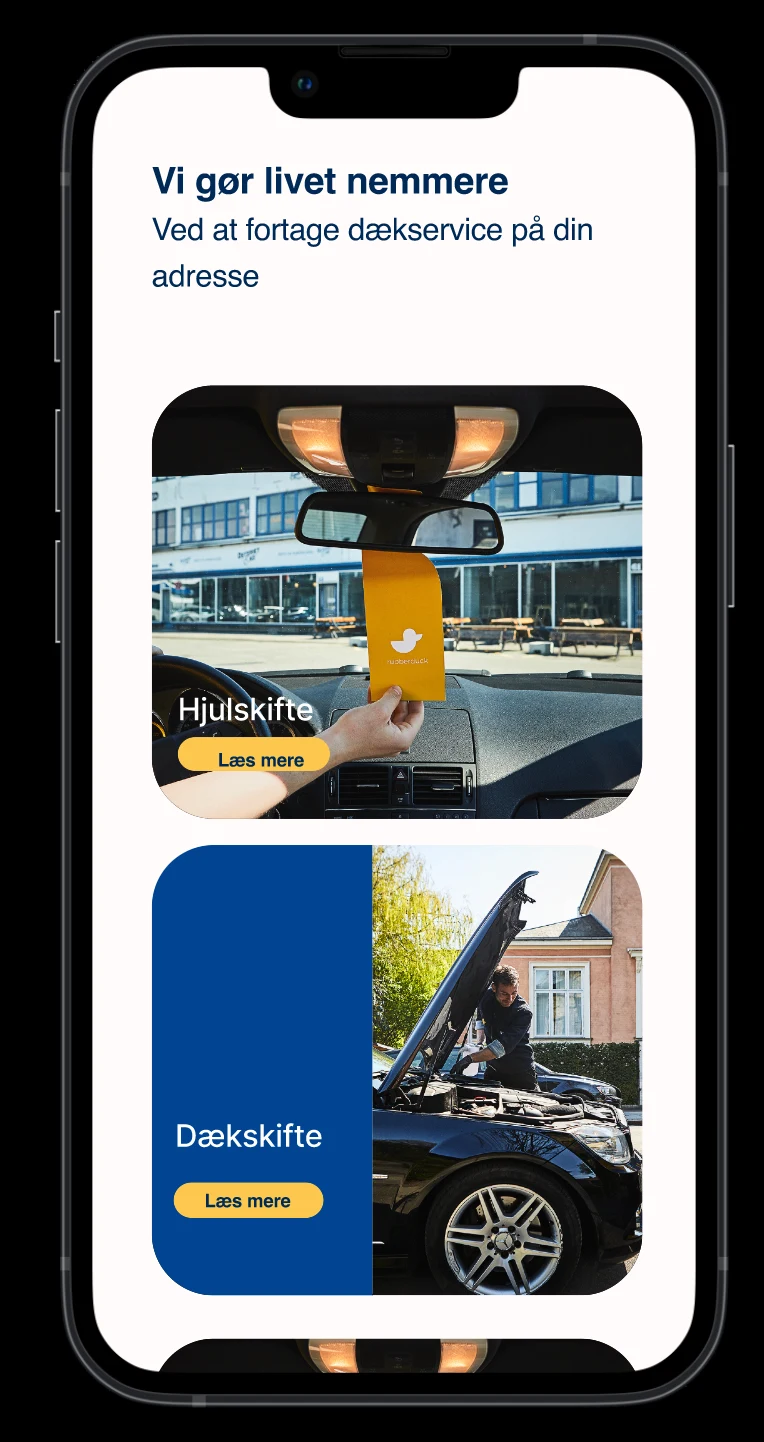 Vi gør livet nemmere
Ved at fortage dækservice på din
adresse
rubberduck
Hjulskifte
Læs mere
Dækskifte
Læs mere